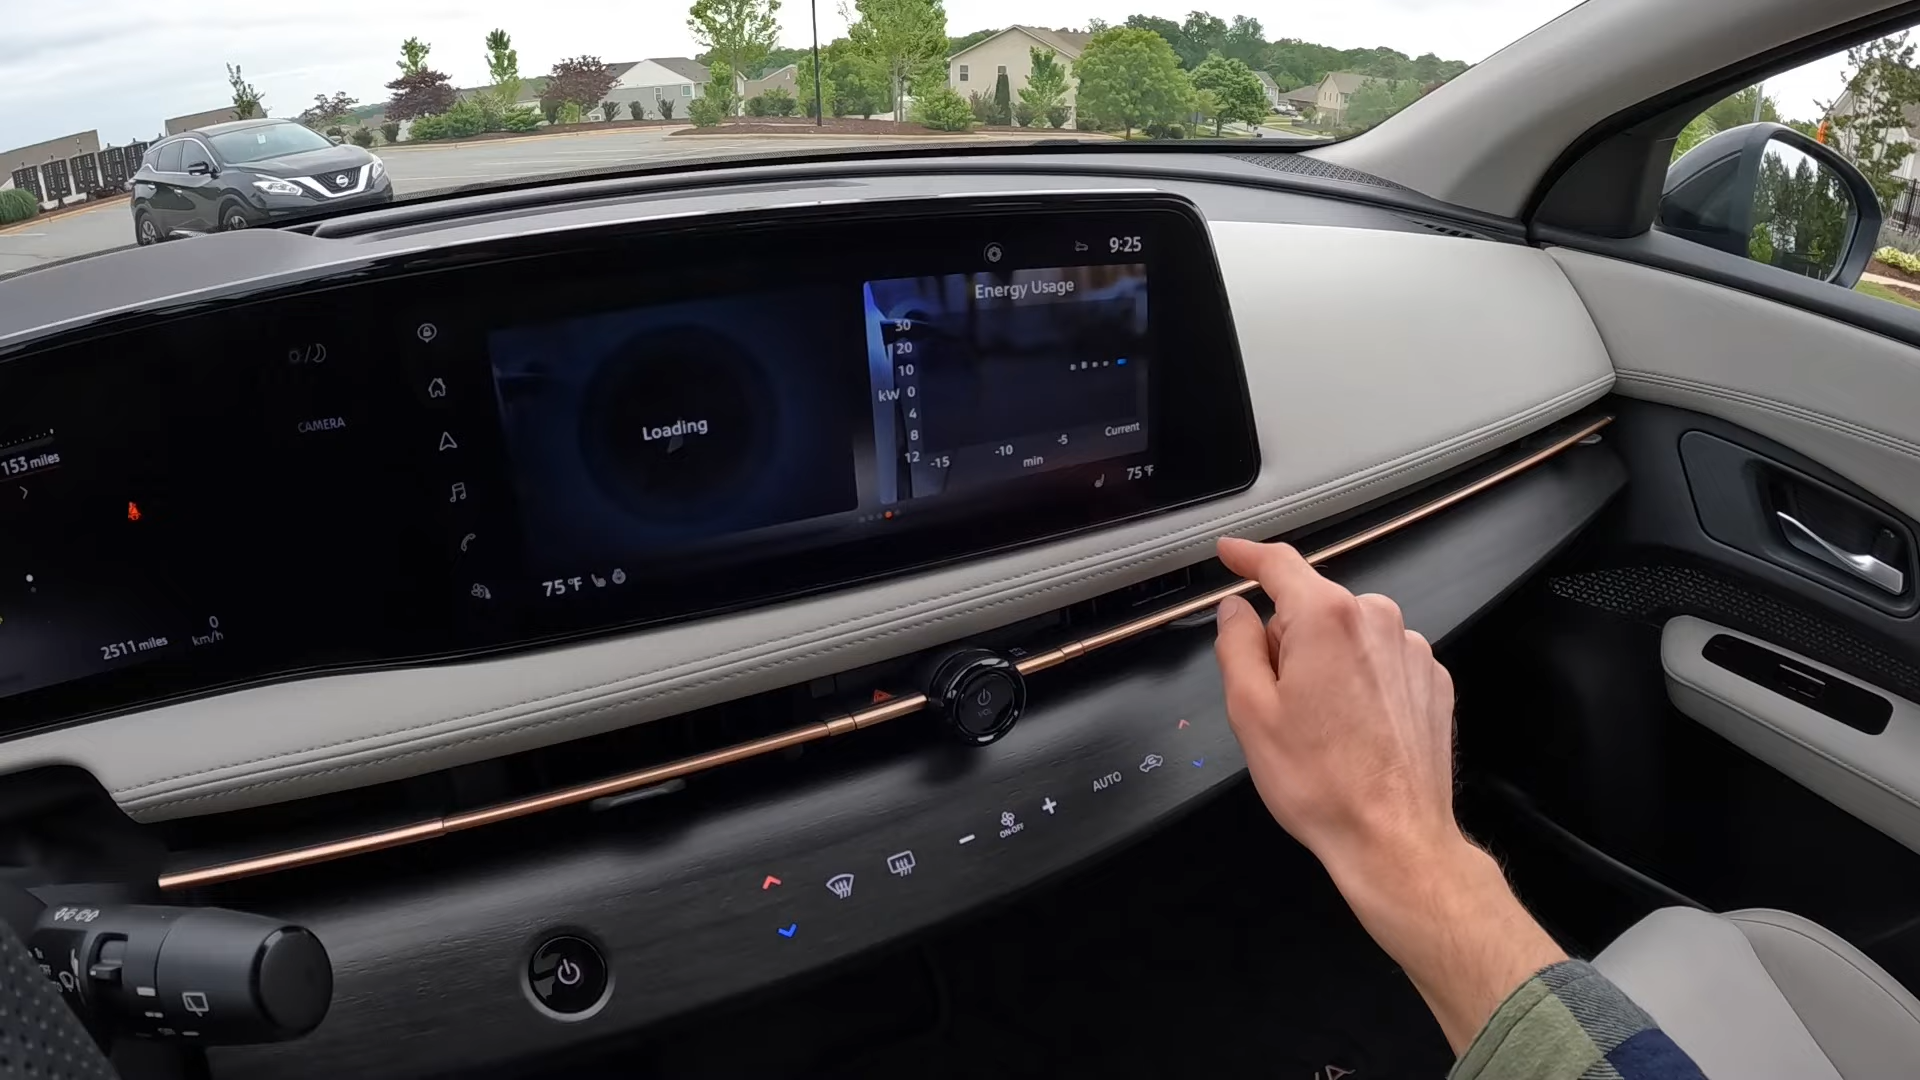 9:25
Energy Usage
30
20
10
kW 0
4
8
12
-15 -10 -5 Current
min
75°F
Loading
CAMERA
153 miles
75°F
2511 miles
0
km/h
VOL
AUTO
ON·OFF